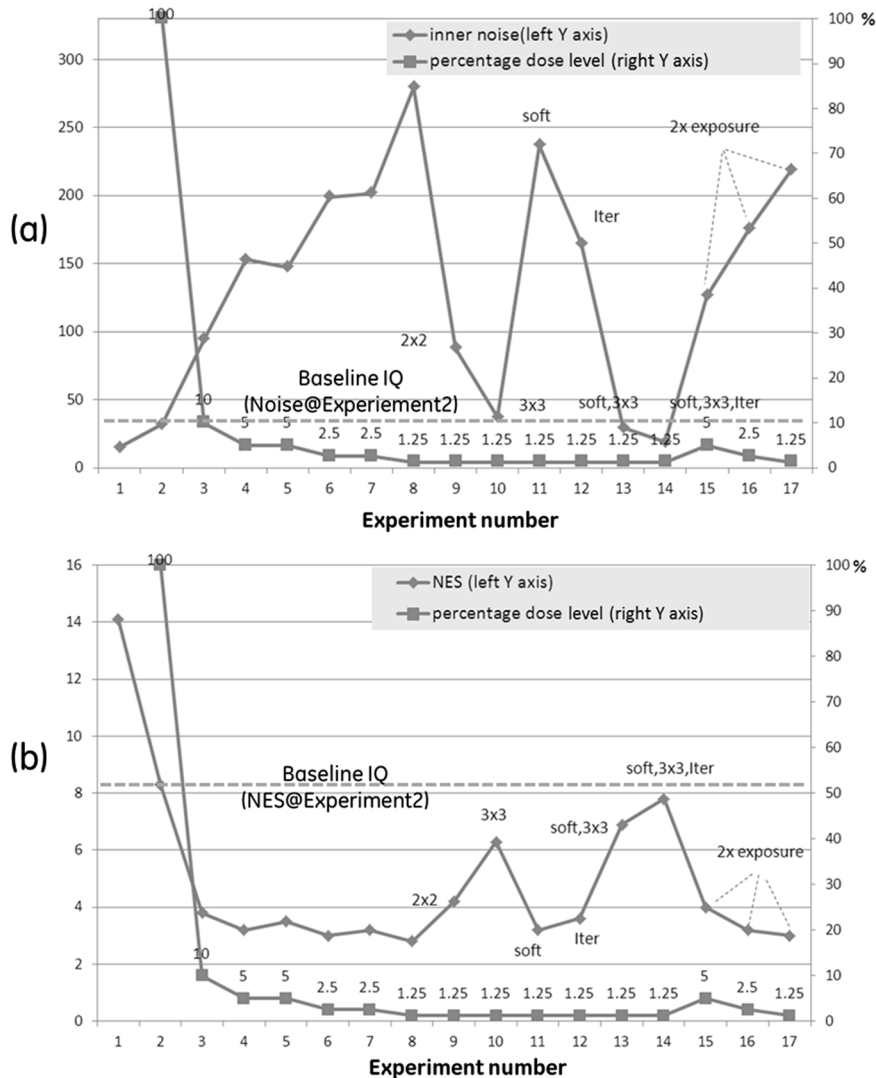 (a)
100
100 %
inner noise(left Y axis)
percentage dose level (right Y axis)
300
250
200
150
100
50
0
90
80
70
60
50
40
30
20
10
0
soft
2x exposure
Iter
2x2
Baseline IQ
(Noise@Experiement2)
3x3
soft,3x3
soft,3x3,Iter
10
5
5
2.5
2.5
1.25
1.25
1.25
1.25
1.25
1.25
1.25
5
2.5
1.25
1 2 3 4 5 6 7 8 9 10 11 12 13 14 15 16 17
Experiment number
(b)
100
100 %
NES (left Y axis)
percentage dose level (right Y axis)
16
14
12
10
8
6
4
2
0
90
80
70
60
50
40
30
20
10
0
Baseline IQ
(NES@Experiment2)
soft,3x3,Iter
3x3
soft,3x3
2x exposure
2x2
soft
Iter
10
5
5
2.5
2.5
1.25
1.25
1.25
1.25
1.25
1.25
1.25
5
2.5
1.25
1 2 3 4 5 6 7 8 9 10 11 12 13 14 15 16 17
Experiment number